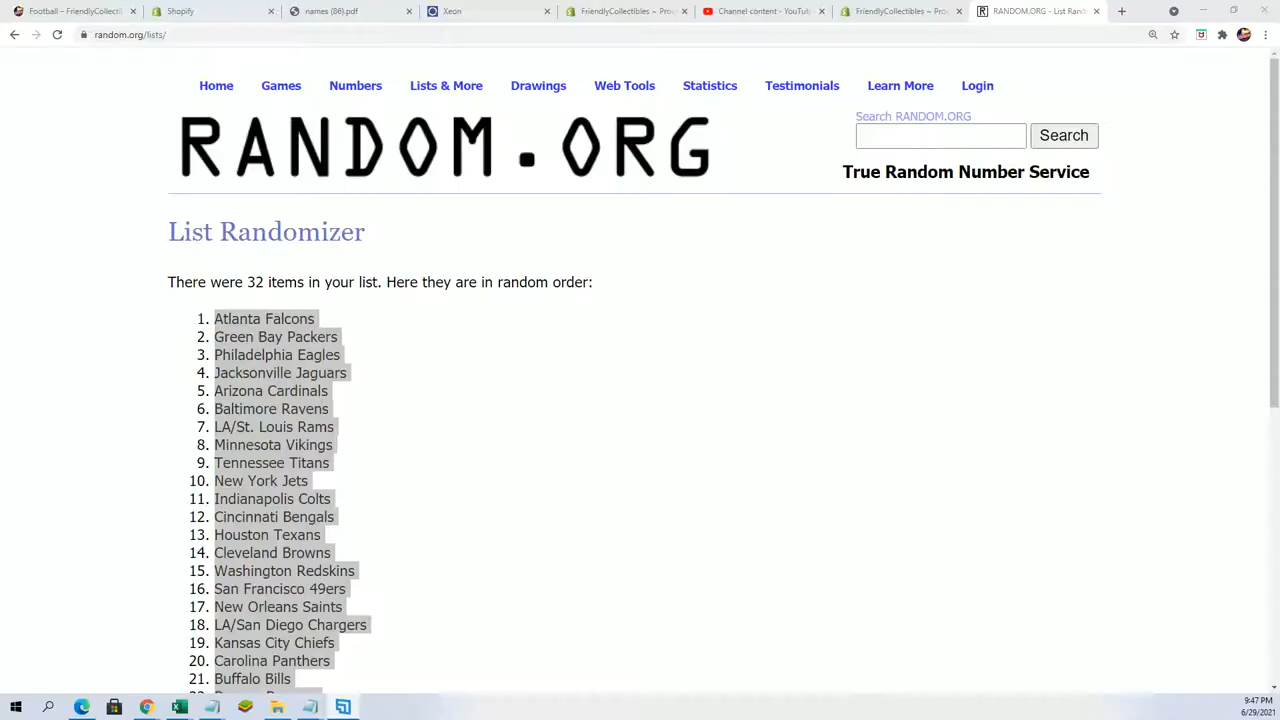 Football – FriendlyCollectib
Shopify
names (86).pdf
Xeon
FriendlyCollectibles ~ Prog
Channel content - YouTub
FriendlyCollectibles ~ Proc
RANDOM.ORG - List Rand
random.org/lists/
Home Games Numbers Lists & More Drawings Web Tools Statistics Testimonials Learn More Login
RANDOM.ORG
Search RANDOM.ORG
Search
True Random Number Service
List Randomizer
There were 32 items in your list. Here they are in random order:
1. Atlanta Falcons
2. Green Bay Packers
3. Philadelphia Eagles
4. Jacksonville Jaguars
5. Arizona Cardinals
6. Baltimore Ravens
7. LA/St. Louis Rams
8. Minnesota Vikings
9. Tennessee Titans
10. New York Jets
11. Indianapolis Colts
12. Cincinnati Bengals
13. Houston Texans
14. Cleveland Browns
15. Washington Redskins
16. San Francisco 49ers
17. New Orleans Saints
18. LA/San Diego Chargers
19. Kansas City Chiefs
20. Carolina Panthers
21. Buffalo Bills
9:47 PM
6/29/2021